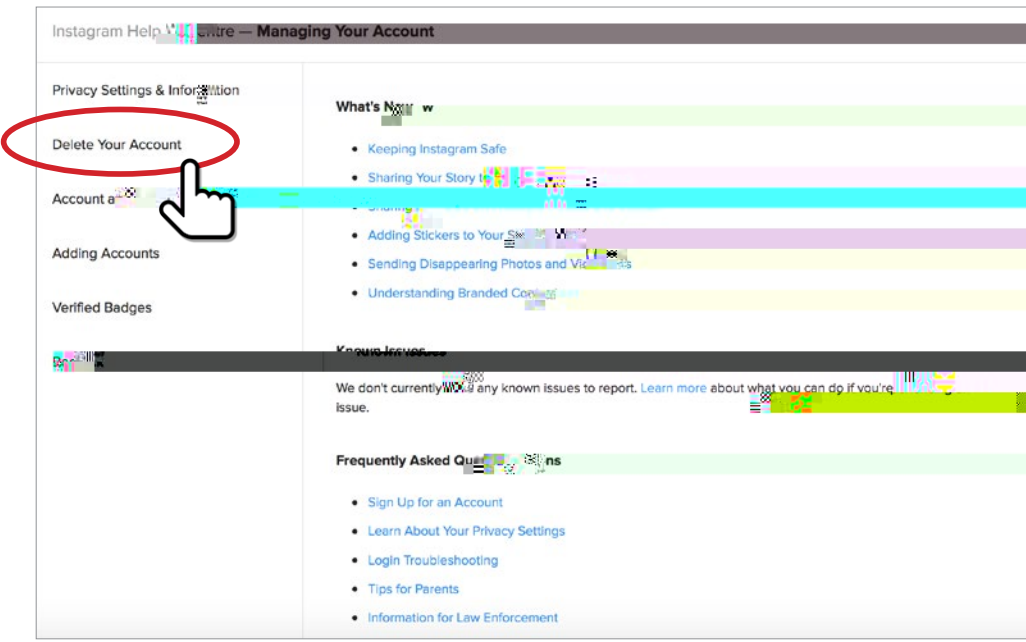 Instagram Help — Managing Your Account
Privacy Settings &
Delete Your Account
Account
Adding Accounts
Verified Badges
What's
Keeping Instagram Safe
Sharing Your Story
Adding Stickers to Your
Sending Disappearing Photos and
Understanding Branded
Known Issues
We don't currently any known issues to report. Learn more about what you can do if you're
issue.
Frequently Asked
Sign Up for an Account
Learn About Your Privacy Settings
Login Troubleshooting
Tips for Parents
Information for Law Enforcement